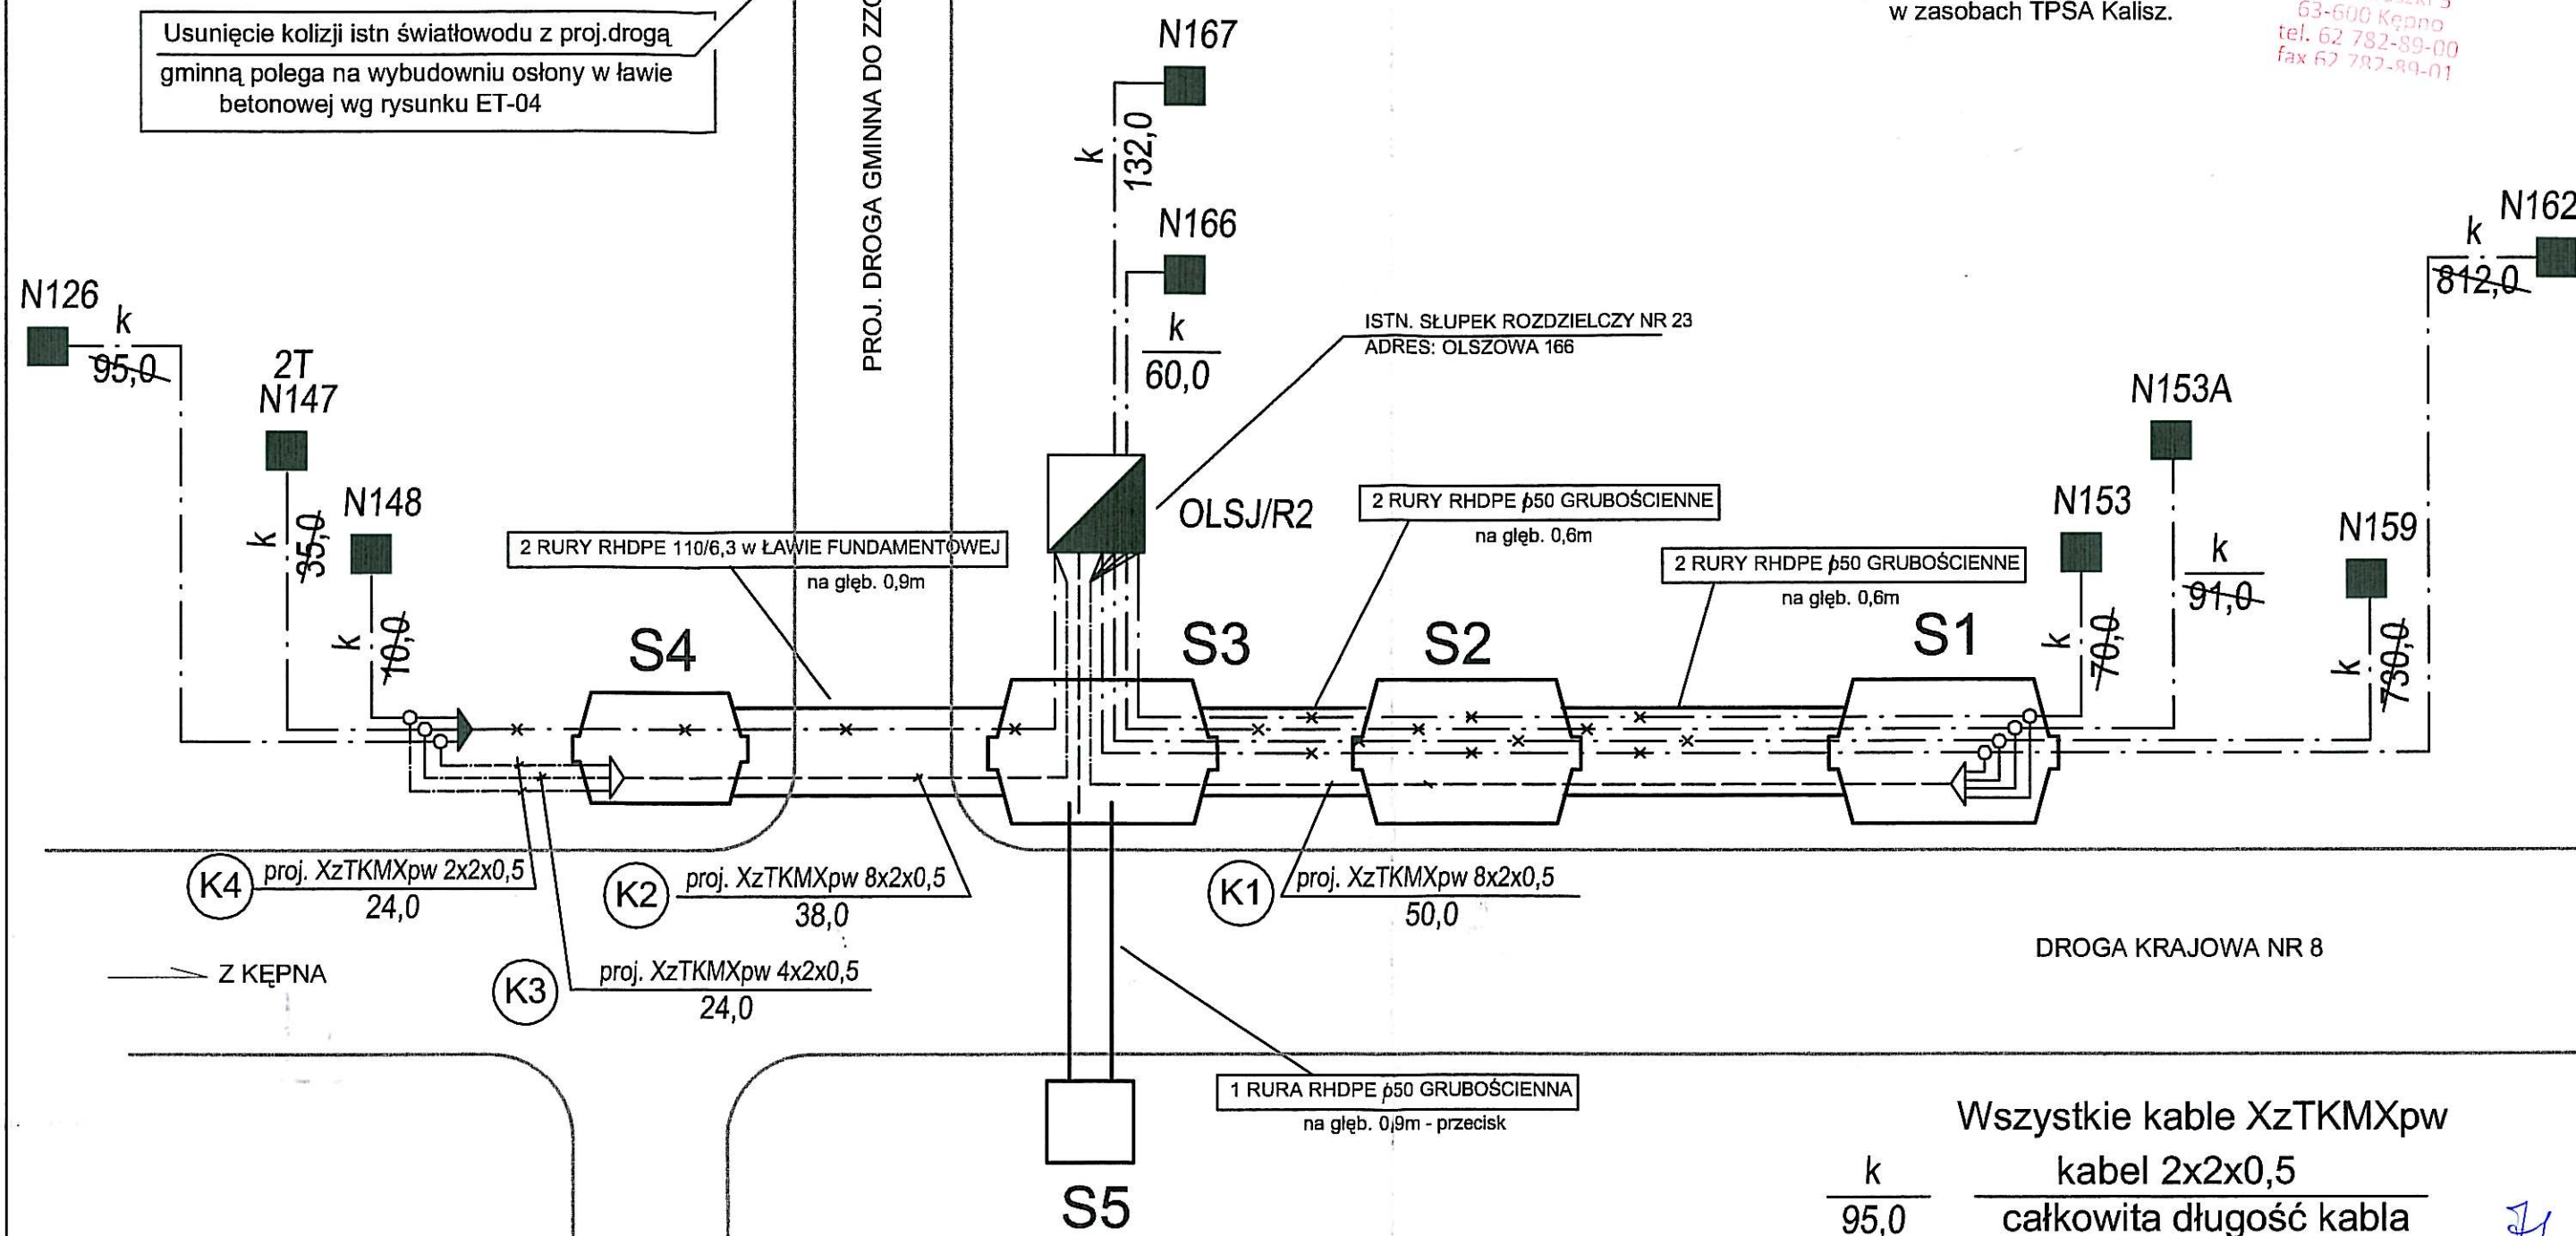 w zasobach TPSA Kalisz.
63-600 Kępno
tel. 62 782-89-00
fax 62 782-89-01
Usunięcie kolizji istn światłowodu z proj.drogą
gminną polega na wybudowniu osłony w ławie
betonowej wg rysunku ET-04
PROJ. DROGA GMINNA DO
N167
k
132,0
N166
k
60,0
N162
k
812,0
N126
k
95,0
ISTN. SŁUPEK ROZDZIELCZY NR 23
ADRES: OLSZOWA 166
2T
N147
k
35,0
N148
k
10,0
N153A
k
91,0
N153
k
70,0
N159
k
730,0
OLSJ/R2
2 RURY RHDPE ϕ50 GRUBOŚCIENNE
na głęb. 0,6m
2 RURY RHDPE 110/6,3 w ŁAWIE FUNDAMENTOWEJ
na głęb. 0,9m
2 RURY RHDPE ϕ50 GRUBOŚCIENNE
na głęb. 0,6m
S4
S3
S2
S1
K4
proj. XzTKMXpw 2x2x0,5
24,0
K2
proj. XzTKMXpw 8x2x0,5
38,0
K1
proj. XzTKMXpw 8x2x0,5
50,0
DROGA KRAJOWA NR 8
Z KĘPNA
K3
proj. XzTKMXpw 4x2x0,5
24,0
1 RURA RHDPE ϕ50 GRUBOŚCIENNA
na głęb. 0,9m - przecisk
S5
Wszystkie kable XzTKMXpw
k
95,0
kabel 2x2x0,5
całkowita długość kabla